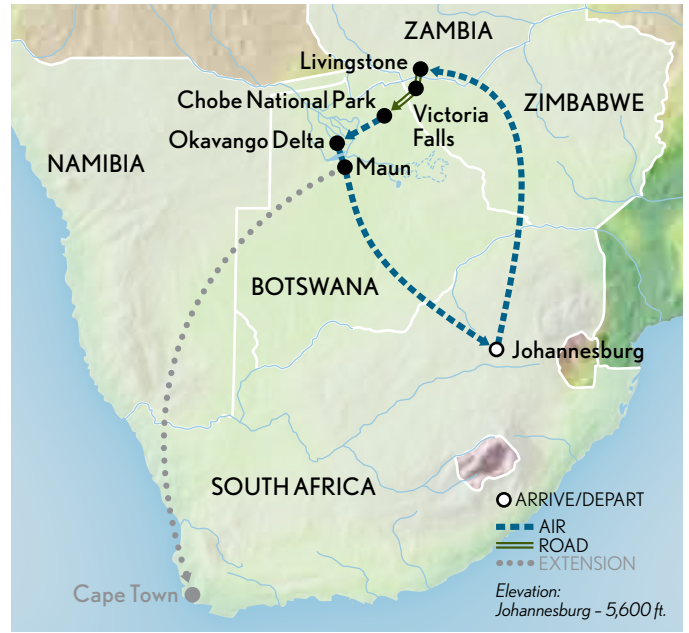 ZAMBIA
Livingstone
ZIMBABWE
Chobe National Park
Victoria
Falls
Okavango Delta
NAMIBIA
Maun
BOTSWANA
Johannesburg
SOUTH AFRICA
ARRIVE/DEPART
AIR
ROAD
EXTENSION
Cape Town
Elevation:
Johannesburg – 5,600 ft.